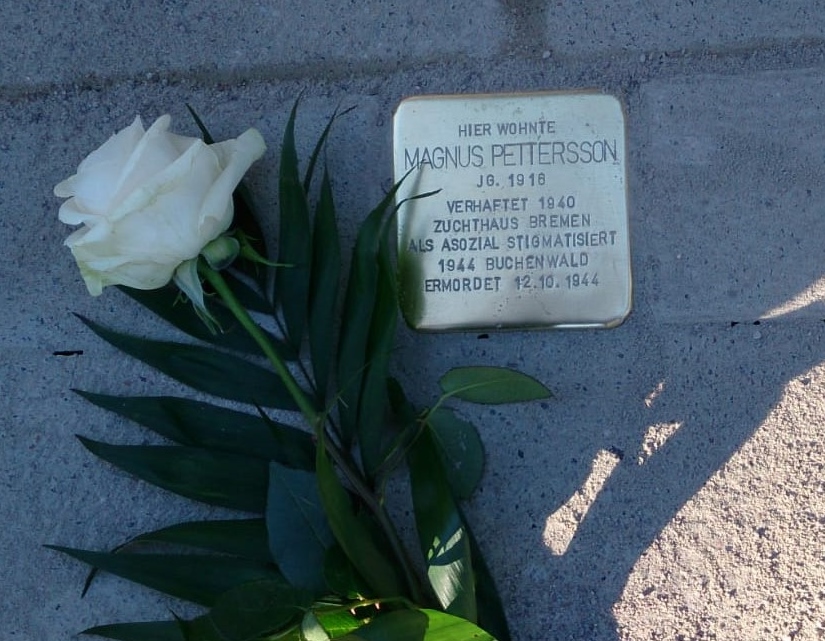 HIER WOHNTE
MAGNUS PETTERSSON
JG. 1916
VERHAFTET 1940
ZUCHTHAUS BREMEN
ALS ASOZIAL STIGMATISIERT
1944 BUCHENWALD
ERMORDET 12.10.1944